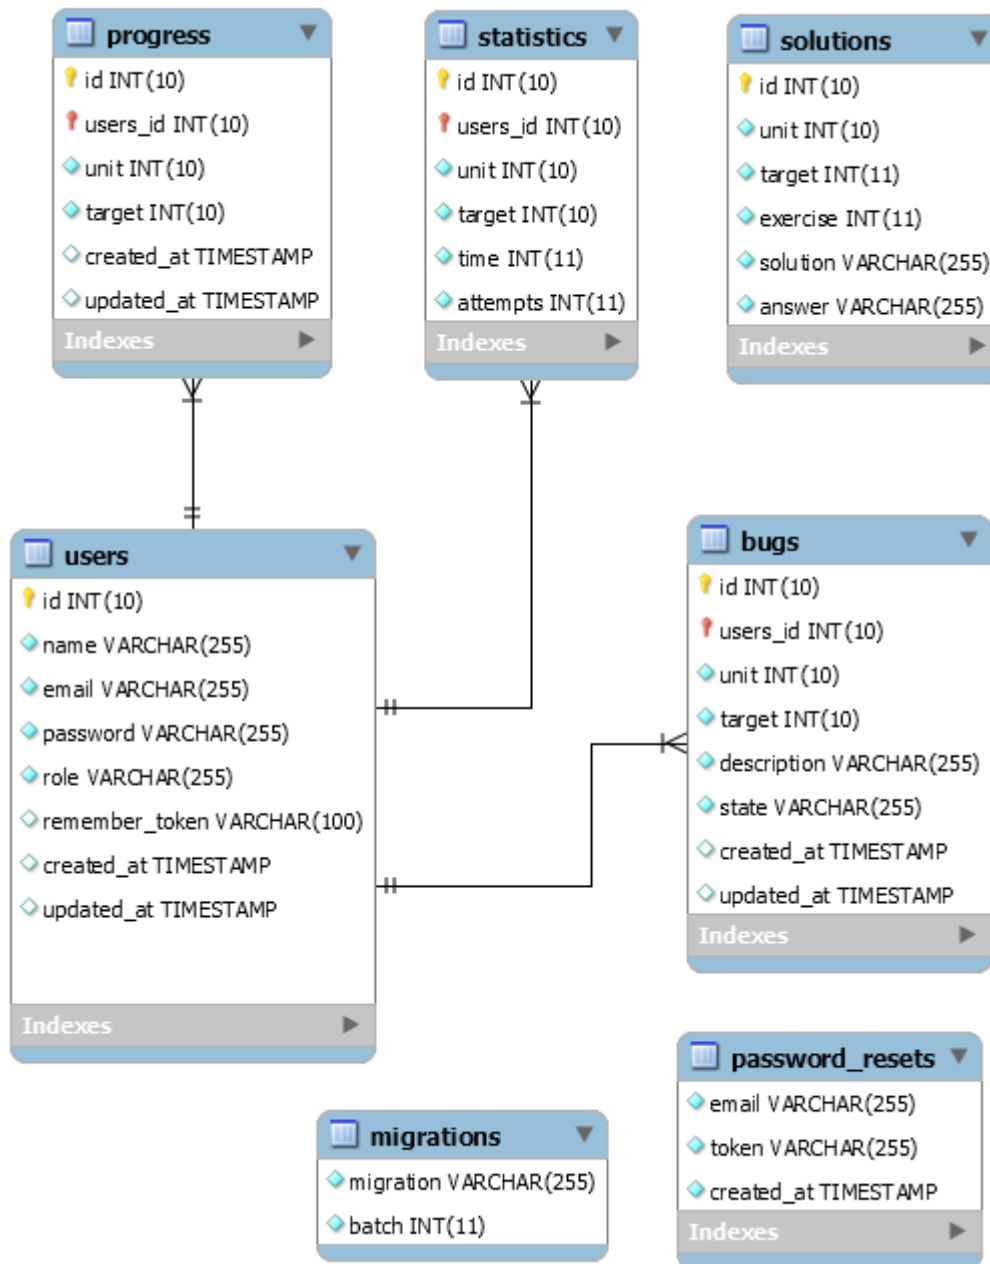 progress
id INT(10)
users_id INT(10)
unit INT(10)
target INT(10)
created_at TIMESTAMP
updated_at TIMESTAMP
Indexes
statistics
id INT(10)
users_id INT(10)
unit INT(10)
target INT(10)
time INT(11)
attempts INT(11)
Indexes
solutions
id INT(10)
unit INT(10)
target INT(11)
exercise INT(11)
solution VARCHAR(255)
answer VARCHAR(255)
Indexes
users
id INT(10)
name VARCHAR(255)
email VARCHAR(255)
password VARCHAR(255)
role VARCHAR(255)
remember_token VARCHAR(100)
created_at TIMESTAMP
updated_at TIMESTAMP
Indexes
bugs
id INT(10)
users_id INT(10)
unit INT(10)
target INT(10)
description VARCHAR(255)
state VARCHAR(255)
created_at TIMESTAMP
updated_at TIMESTAMP
Indexes
migrations
migration VARCHAR(255)
batch INT(11)
password_resets
email VARCHAR(255)
token VARCHAR(255)
created_at TIMESTAMP
Indexes